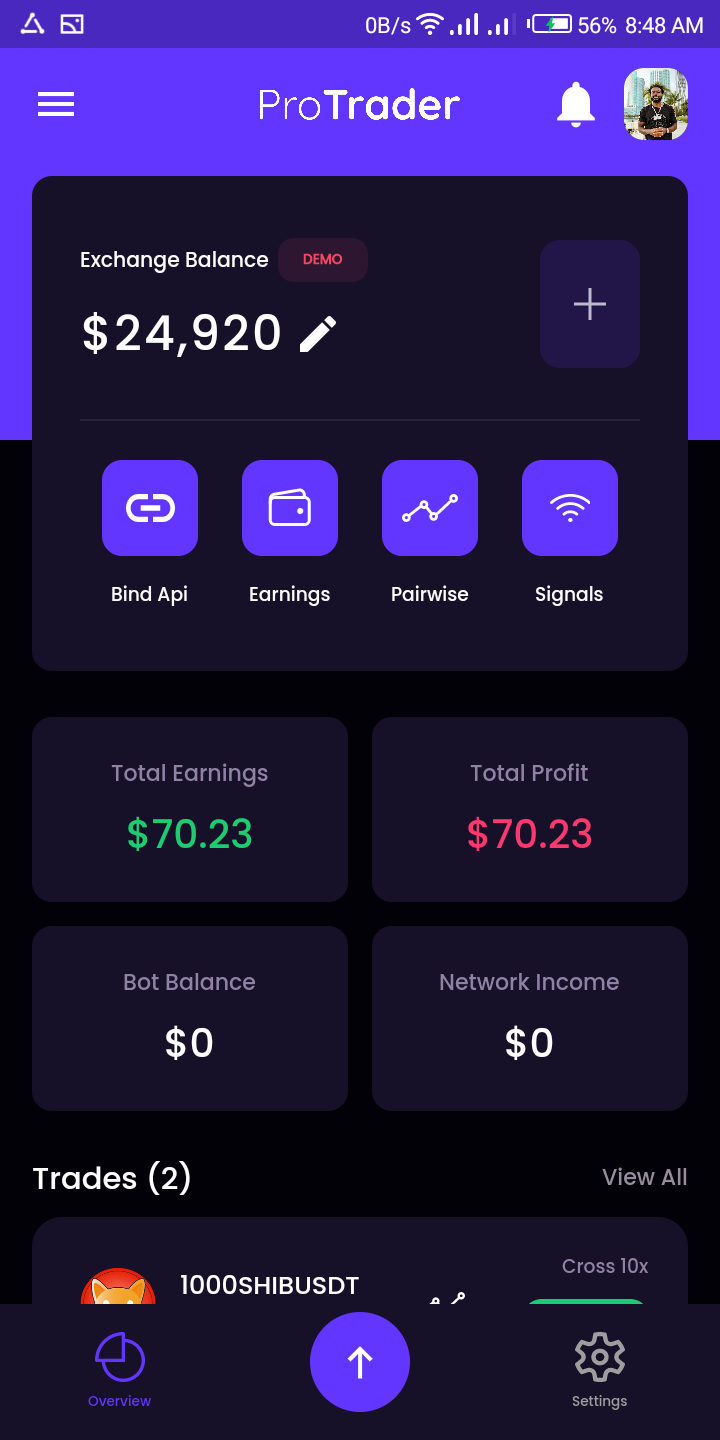 0B/s 56% 8:48 AM
ProTrader
Exchange Balance DEMO
$24,920
Bind Api Earnings Pairwise Signals
Total Earnings Total Profit
$70.23 $70.23
Bot Balance Network Income
$0 $0
Trades (2) View All
Cross 10x
1000SHIBUSDT
Overview Settings